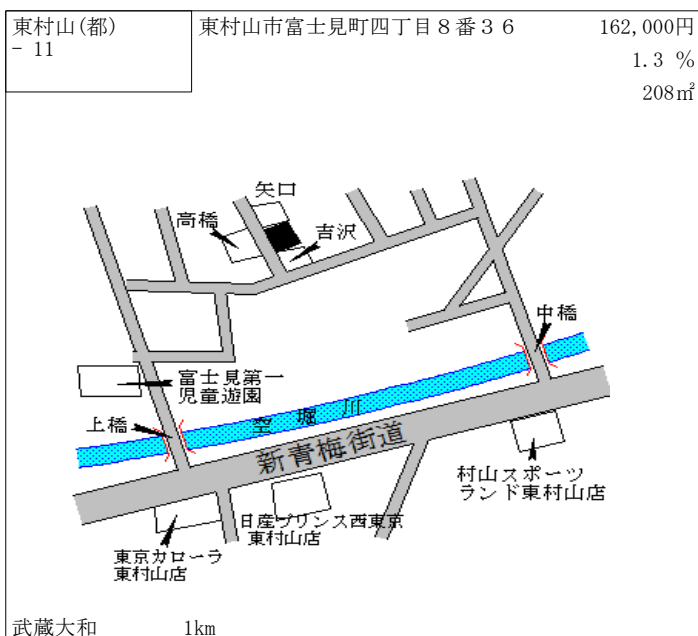 東村山(都)
- 11
東村山市富士見町四丁目８番３６
162,000円
1.3 %
208㎡
矢口
高橋
吉沢
中橋
富士見第一
児童遊園
上橋
空堀川
新青梅街道
村山スポーツ
ランド東村山店
日産プリンス西東京
東村山店
東京カローラ
東村山店
武蔵大和 1km